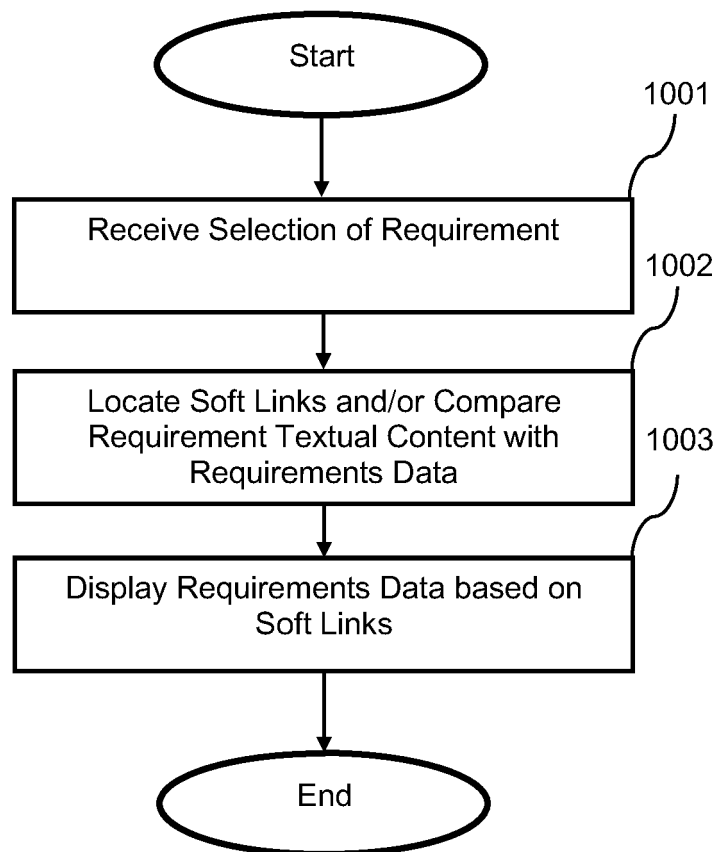 Start
1001
Receive Selection of Requirement
1002
Locate Soft Links and/or Compare
Requirement Textual Content with
Requirements Data
1003
Display Requirements Data based on
Soft Links
End